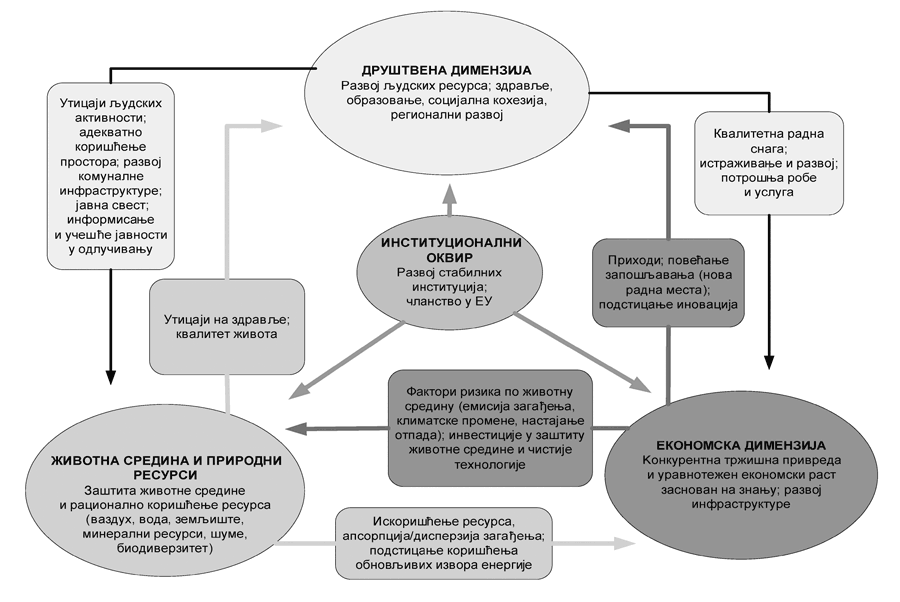 ДРУШТВЕНА ДИМЕНЗИЈА
Развој људских ресурса; здравље,
образовање, социјална кохезија,
регионални развој
Утицаји људских
активности;
адекватно
коришћење
простора; развој
комуналне
инфраструктуре;
јавна свест;
информисање
и учешће јавности
у одлучивању
Квалитетна радна
снага;
истраживање и развој;
потрошња робе
и услуга
ИНСТИТУЦИОНАЛНИ
ОКВИР
Развој стабилних
институција;
чланство у ЕУ
Приходи; повећање
запошљавања (нова
радна места);
подстицање иновација
Утицаји на здравље;
квалитет живота
Фактори ризика по животну
средину (емисија загађења,
климатске промене, настајање
отпада); инвестиције у заштиту
животне средине и чистије
технологије
ЖИВОТНА СРЕДИНА И ПРИРОДНИ
РЕСУРСИ
Заштита животне средине
и рационално коришћење ресурса
(ваздух, вода, земљиште,
минерални ресурси, шуме,
биодиверзитет)
ЕКОНОМСКА ДИМЕНЗИЈА
Конкурентна тржишна привреда
и уравнотежен економски раст
заснован на знању; развој
инфраструктуре
Искоришћење ресурса,
апсорпција/дисперзија загађења;
подстицање коришћења
обновљивих извора енергије